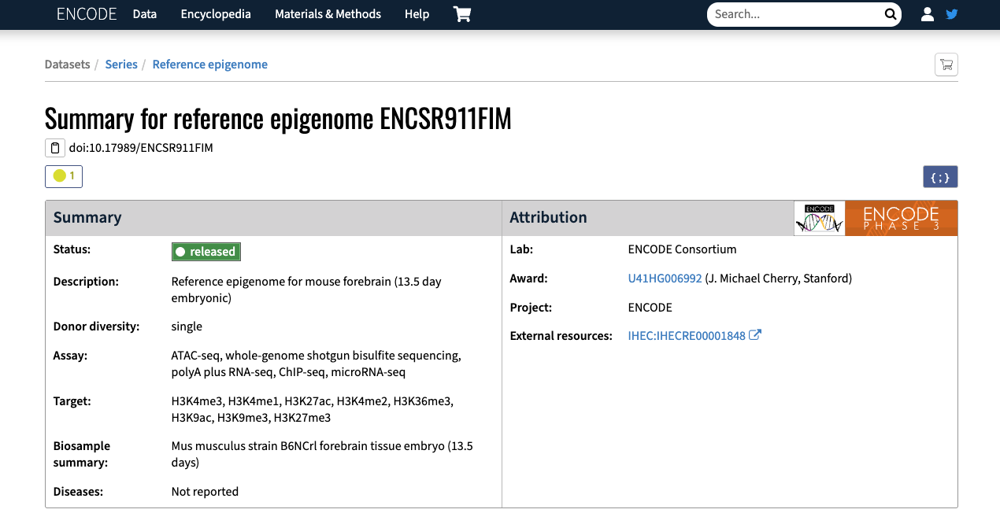 ENCODE Data Encyclopedia Materials & Methods Help Search...
Datasets / Series / Reference epigenome
Summary for reference epigenome ENCSR911FIM
doi:10.17989/ENCSR911FIM
1 {;}
Summary
Status: released
Description: Reference epigenome for mouse forebrain (13.5 day
embryonic)
Donor diversity: single
Assay: ATAC-seq, whole-genome shotgun bisulfite sequencing,
polyA plus RNA-seq, ChIP-seq, microRNA-seq
Target: H3K4me3, H3K4me1, H3K27ac, H3K4me2, H3K36me3,
H3K9ac, H3K9me3, H3K27me3
Biosample Mus musculus strain B6NCrl forebrain tissue embryo (13.5
summary: days)
Diseases: Not reported
Attribution
ENCODE
ENCODE
PHASE 3
Lab: ENCODE Consortium
Award: U41HG006992 (J. Michael Cherry, Stanford)
Project: ENCODE
External resources: IHEC:IHECRE00001848